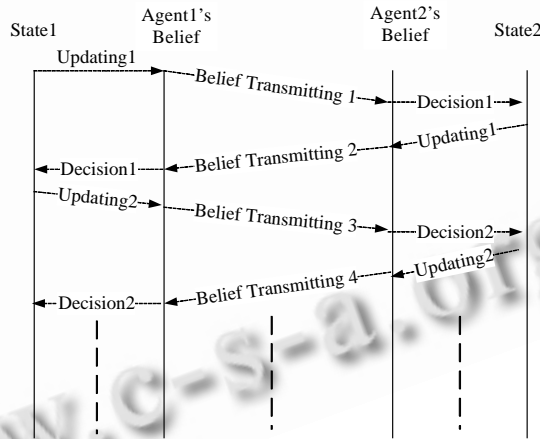 State1
Agent1's
Belief
Agent2's
Belief
State2
Updating1
Belief Transmitting 1
Decision1
Updating1
Belief Transmitting 2
Decision1
Updating2
Belief Transmitting 3
Decision2
Updating2
Belief Transmitting 4
Decision2
w.c-s-a.org